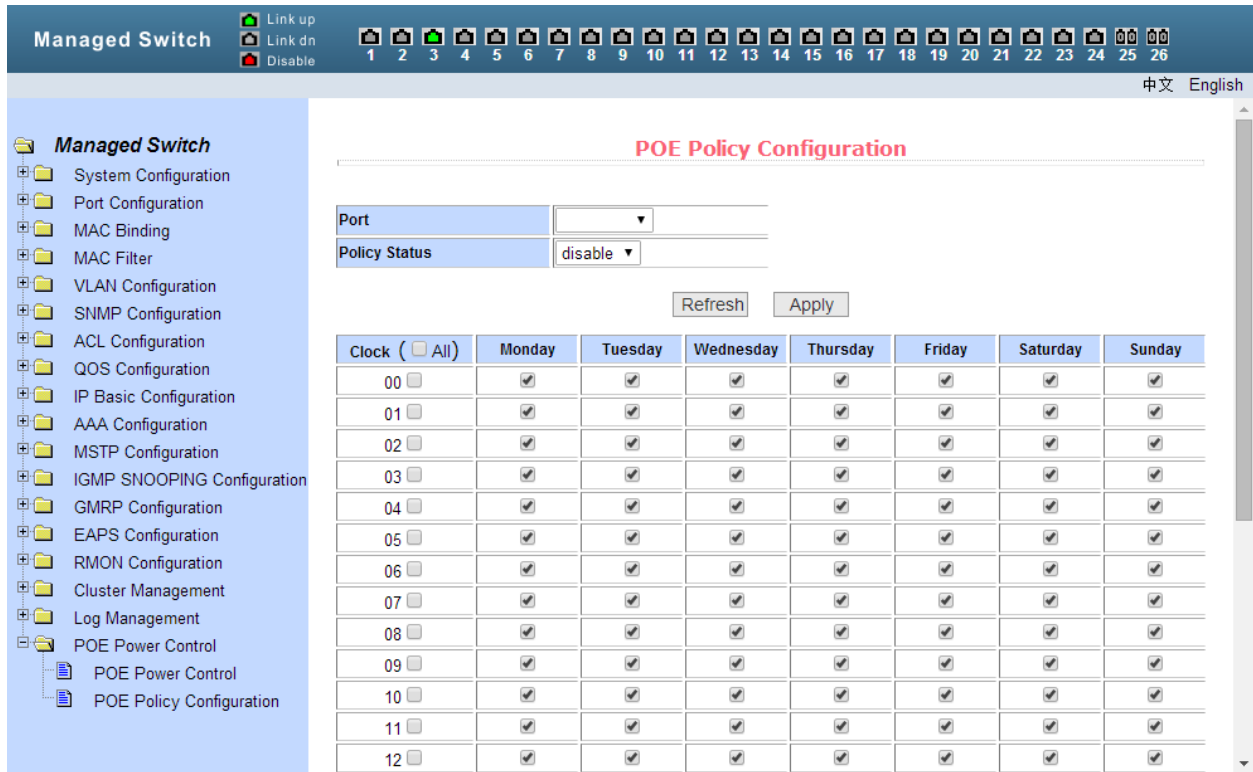 Managed Switch
Link up
Link dn
Disable
1 2 3 4 5 6 7 8 9 10 11 12 13 14 15 16 17 18 19 20 21 22 23 24 25 26
中文 English
Managed Switch
System Configuration
Port Configuration
MAC Binding
MAC Filter
VLAN Configuration
SNMP Configuration
ACL Configuration
QOS Configuration
IP Basic Configuration
AAA Configuration
MSTP Configuration
IGMP SNOOPING Configuration
GMRP Configuration
EAPS Configuration
RMON Configuration
Cluster Management
Log Management
POE Power Control
POE Power Control
POE Policy Configuration
POE Policy Configuration
Port
Policy Status disable
Refresh Apply
Clock ( All) Monday Tuesday Wednesday Thursday Friday Saturday Sunday
00
01
02
03
04
05
06
07
08
09
10
11
12